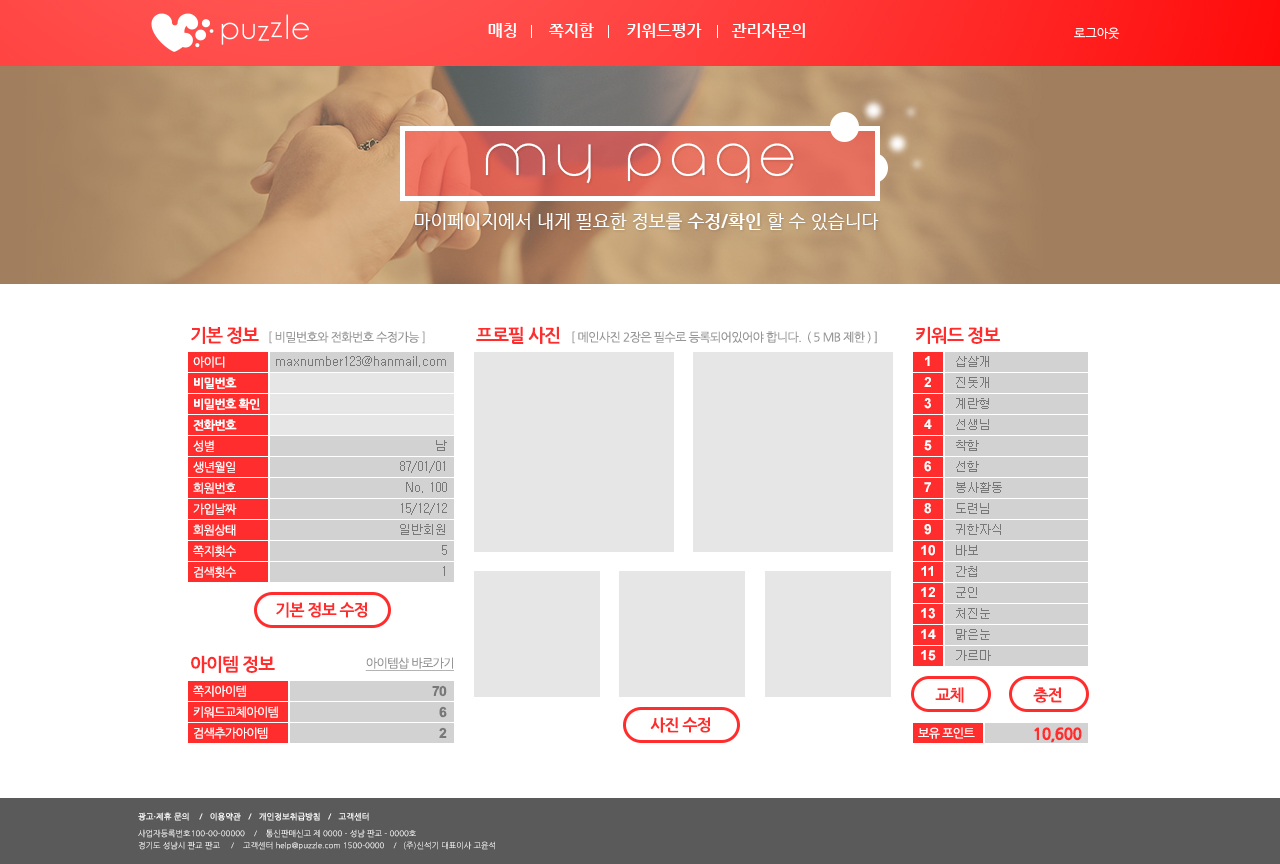 puzzle
매칭 | 쪽지함 | 키워드평가 | 관리자문의
로그아웃
my page
마이페이지에서 내게 필요한 정보를 수정/확인 할 수 있습니다
기본 정보 [ 비밀번호와 전화번호 수정가능 ]
아이디 maxnumber123@hanmail.com
비밀번호
비밀번호 확인
전화번호
성별 남
생년월일 87/01/01
회원번호 No. 100
가입날짜 15/12/12
회원상태 일반회원
쪽지횟수 5
검색횟수 1
기본 정보 수정
아이템 정보 아이템샵 바로가기
쪽지아이템 70
키워드교체아이템 6
검색추가아이템 2
프로필 사진 [ 메인사진 2장은 필수로 등록되어있어야 합니다. ( 5 MB 제한 ) ]
사진 수정
키워드 정보
1 삽살개
2 진돗개
3 계란형
4 선생님
5 착함
6 선함
7 봉사활동
8 도련님
9 귀한자식
10 바보
11 간첩
12 군인
13 처진눈
14 맑은눈
15 가르마
교체 충전
보유 포인트 10,600
광고·제휴 문의 / 이용약관 / 개인정보취급방침 / 고객센터
사업자등록번호100-00-00000 / 통신판매신고 제 0000 - 성남 판교 - 0000호
경기도 성남시 판교 판교 / 고객센터 help@puzzle.com 1500-0000 / (주)신석기 대표이사 고윤석